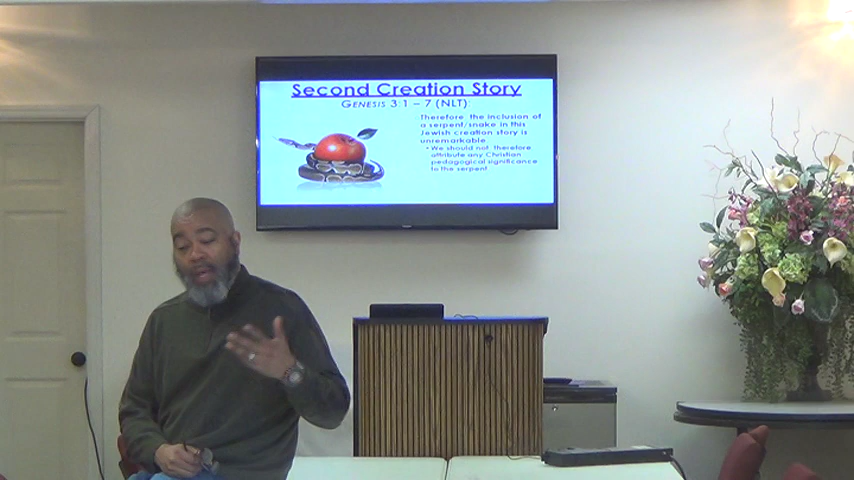 Second Creation Story
Genesis 3:1 – 7 (NLT):
Therefore, the inclusion of
a serpent/snake in this
Jewish creation story is
unremarkable.
• We should not, therefore,
attribute any Christian
pedagogical significance
to the serpent.